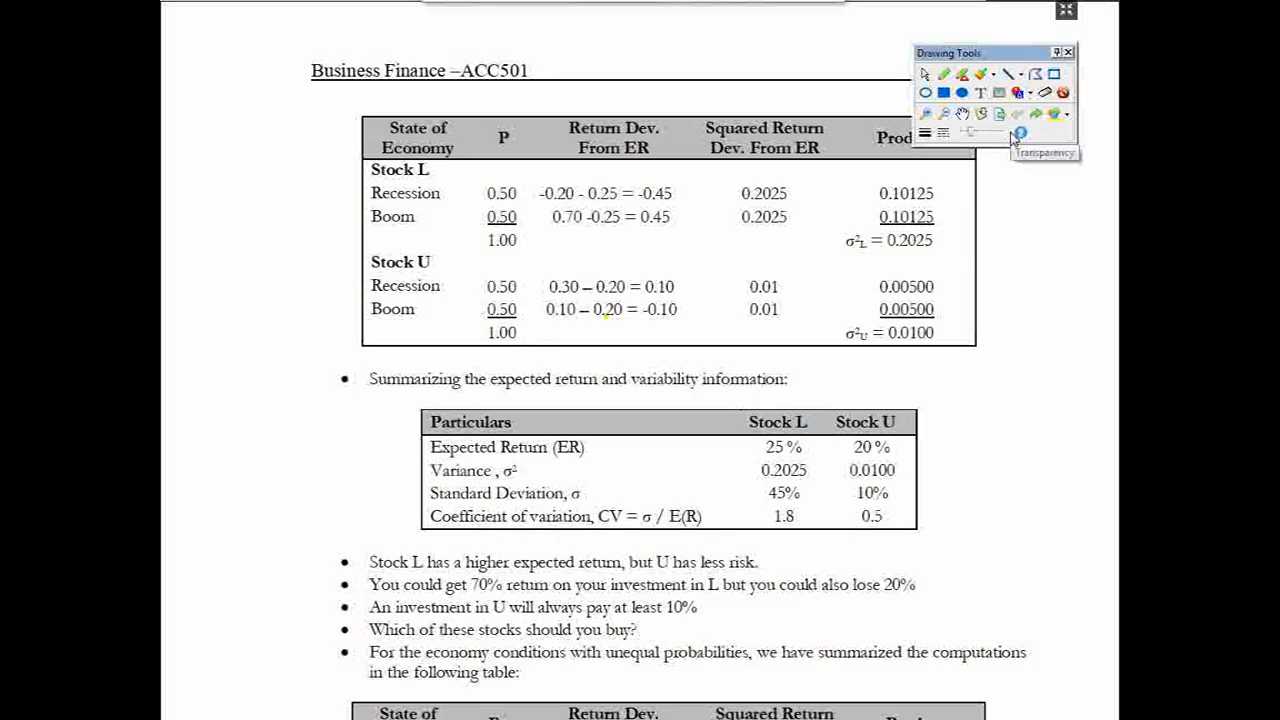 Drawing Tools
Transparency
Business Finance –ACC501
State of Economy P Return Dev. From ER Squared Return Dev. From ER
Stock L
Recession 0.50 -0.20 - 0.25 = -0.45 0.2025 0.10125
Boom 0.50 0.70 -0.25 = 0.45 0.2025 0.10125
1.00 σ²L = 0.2025
Stock U
Recession 0.50 0.30 – 0.20 = 0.10 0.01 0.00500
Boom 0.50 0.10 – 0.20 = -0.10 0.01 0.00500
1.00 σ²U = 0.0100
• Summarizing the expected return and variability information:
Particulars Stock L Stock U
Expected Return (ER) 25 % 20 %
Variance , σ² 0.2025 0.0100
Standard Deviation, σ 45% 10%
Coefficient of variation, CV = σ / E(R) 1.8 0.5
• Stock L has a higher expected return, but U has less risk.
• You could get 70% return on your investment in L but you could also lose 20%
• An investment in U will always pay at least 10%
• Which of these stocks should you buy?
• For the economy conditions with unequal probabilities, we have summarized the computations
in the following table:
State of Return Dev. Squared Return